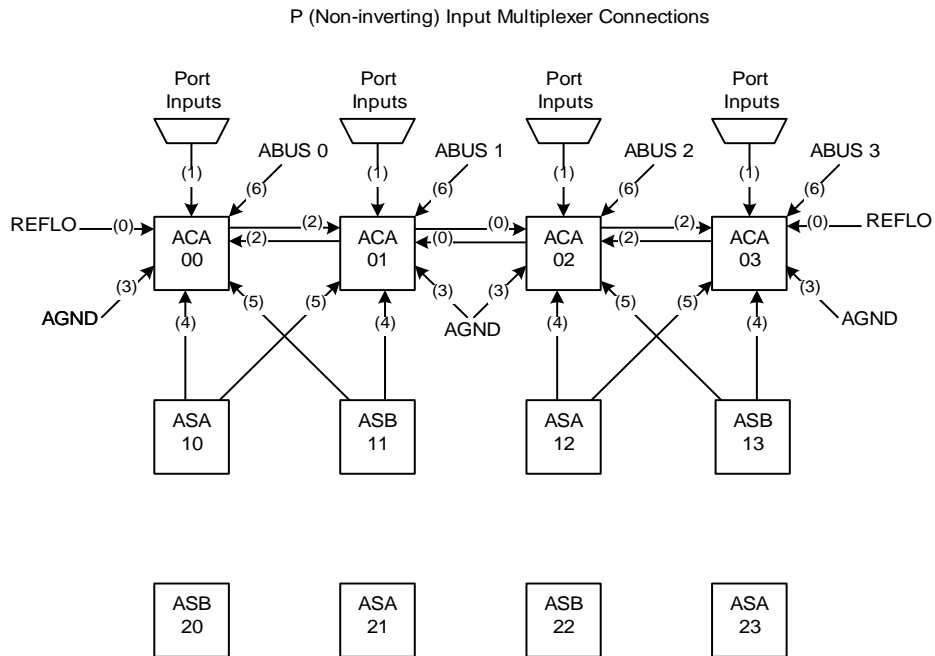 P (Non-inverting) Input Multiplexer Connections
Port
Inputs
Port
Inputs
Port
Inputs
Port
Inputs
ABUS 0
ABUS 1
ABUS 2
ABUS 3
(1)
(1)
(1)
(1)
(6)
(6)
(6)
(6)
REFLO
(0)
ACA
00
(2)
(2)
ACA
01
(0)
(0)
ACA
02
(2)
(2)
ACA
03
(0)
REFLO
(3)
AGND
(3)
(3)
AGND
(3)
AGND
(4)
(5)
(5)
(4)
(4)
(5)
(5)
(4)
ASA
10
ASB
11
ASA
12
ASB
13
ASB
20
ASA
21
ASB
22
ASA
23